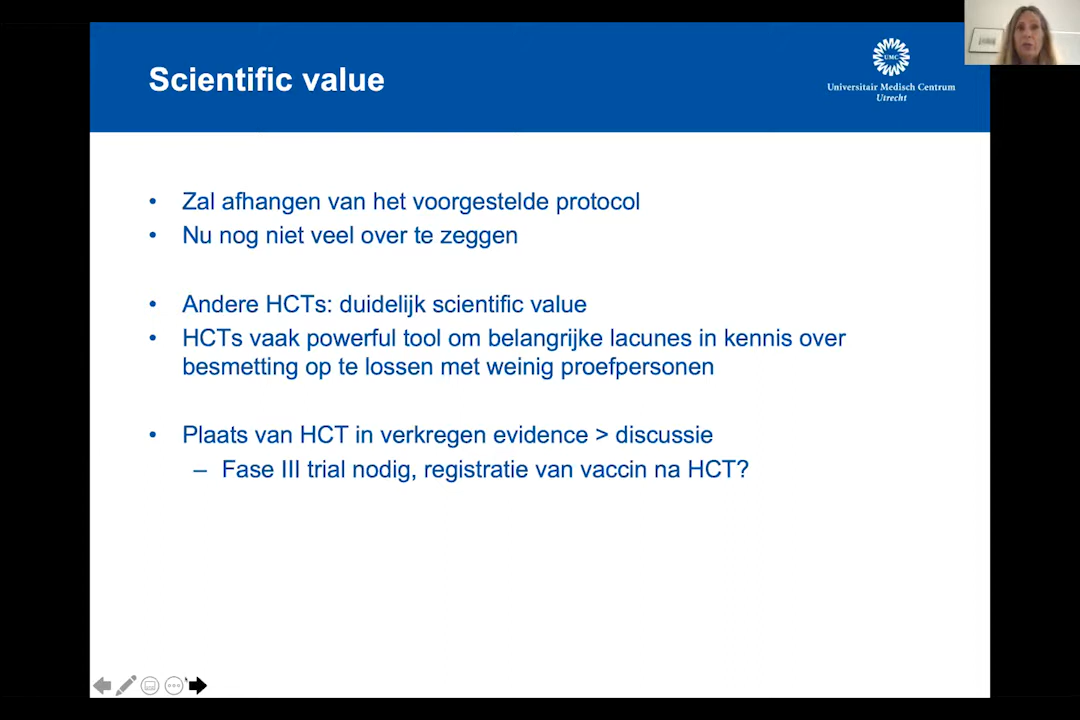 Scientific value
UMC
Universitair Medisch Centrum
Utrecht
• Zal afhangen van het voorgestelde protocol
• Nu nog niet veel over te zeggen
• Andere HCTs: duidelijk scientific value
• HCTs vaak powerful tool om belangrijke lacunes in kennis over
besmetting op te lossen met weinig proefpersonen
• Plaats van HCT in verkregen evidence > discussie
– Fase III trial nodig, registratie van vaccin na HCT?